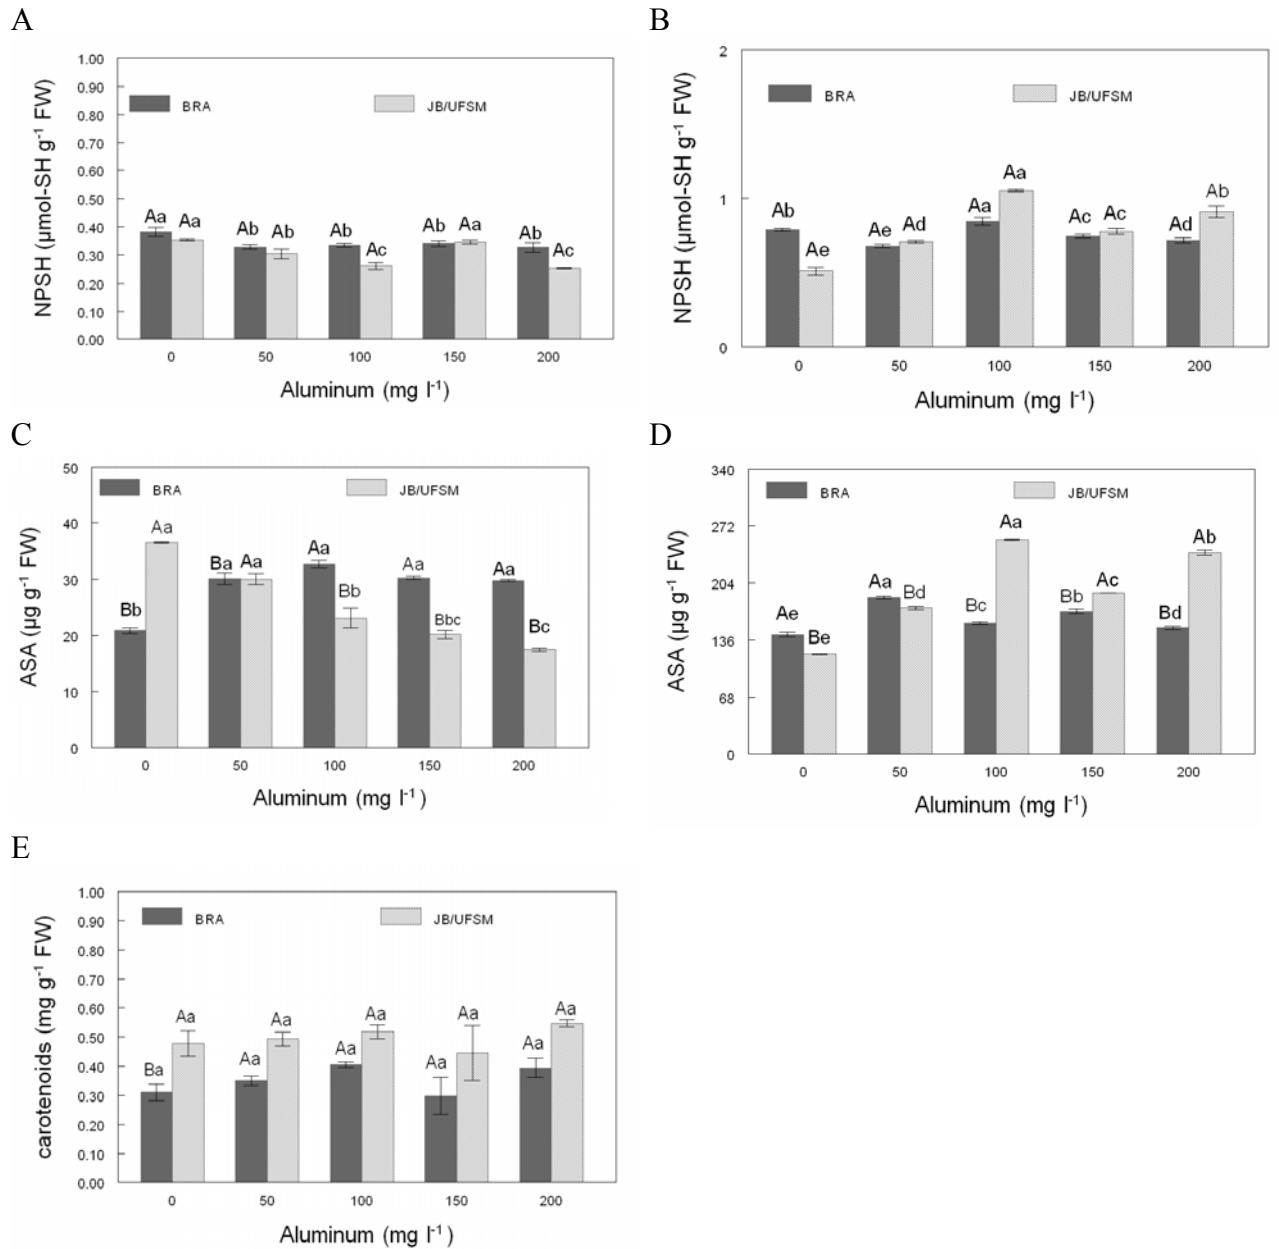 A
NPSH (µmol-SH g⁻¹ FW)
1.00
0.90
0.80
0.70
0.60
0.50
0.40
0.30
0.20
0.10
0.00
BRA
JB/UFSM
Aa Aa Ab Ab Ab Ac Ab Aa Ab Ac
0 50 100 150 200
Aluminum (mg l⁻¹)
B
NPSH (µmol-SH g⁻¹ FW)
2
1
0
BRA
JB/UFSM
Ab Ae Ae Ad Aa Aa Ac Ac Ad Ab
0 50 100 150 200
Aluminum (mg l⁻¹)
C
ASA (µg g⁻¹ FW)
50
40
30
20
10
0
BRA
JB/UFSM
Bb Aa Ba Aa Aa Bb Aa Bbc Aa Bc
0 50 100 150 200
Aluminum (mg l⁻¹)
D
ASA (µg g⁻¹ FW)
340
272
204
136
68
0
BRA
JB/UFSM
Ae Be Aa Bd Bc Aa Bb Ac Bd Ab
0 50 100 150 200
Aluminum (mg l⁻¹)
E
carotenoids (mg g⁻¹ FW)
1.00
0.90
0.80
0.70
0.60
0.50
0.40
0.30
0.20
0.10
0.00
BRA
JB/UFSM
Ba Aa Aa Aa Aa Aa Aa Aa Aa Aa
0 50 100 150 200
Aluminum (mg l⁻¹)